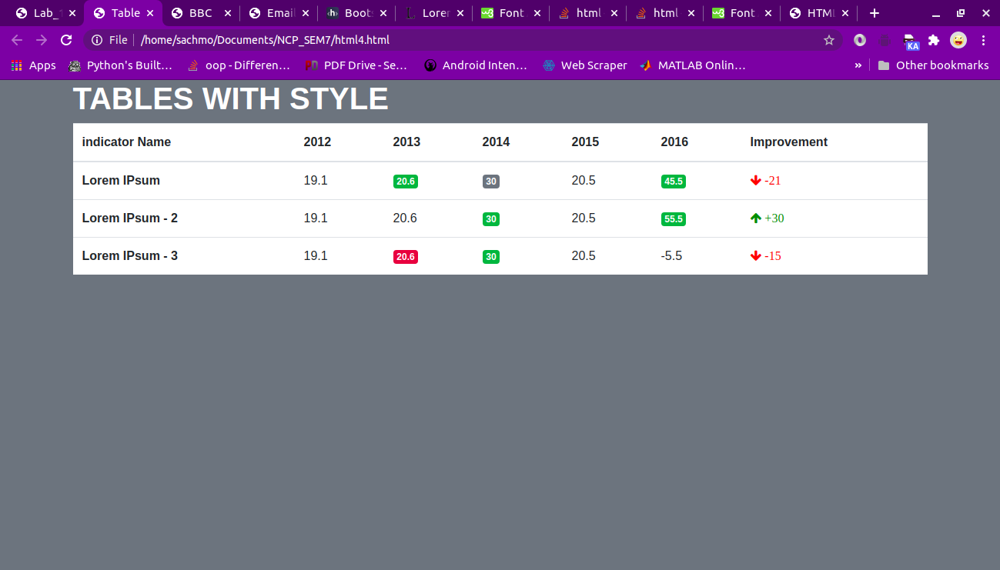 Lab_1 Table BBC Email Boots Lorem Font html html Font HTML
File /home/sachmo/Documents/NCP_SEM7/html4.html KA
Apps Python's Built… oop - Differen… PDF Drive - Se… Android Inten… Web Scraper MATLAB Onlin… » Other bookmarks
TABLES WITH STYLE
indicator Name 2012 2013 2014 2015 2016 Improvement
Lorem IPsum 19.1 20.6 30 20.5 45.5 -21
Lorem IPsum - 2 19.1 20.6 30 20.5 55.5 +30
Lorem IPsum - 3 19.1 20.6 30 20.5 -5.5 -15